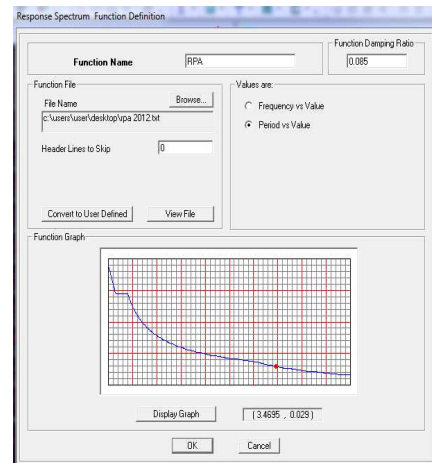 Response Spectrum Function Definition
Function Damping Ratio
Function Name
RPA
0.085
Function File
Values are:
File Name
Browse...
Frequency vs Value
c:\users\user\desktop\rpa 2012.txt
Period vs Value
Header Lines to Skip
0
Convert to User Defined
View File
Function Graph
Display Graph
( 3.4695 , 0.029 )
OK
Cancel